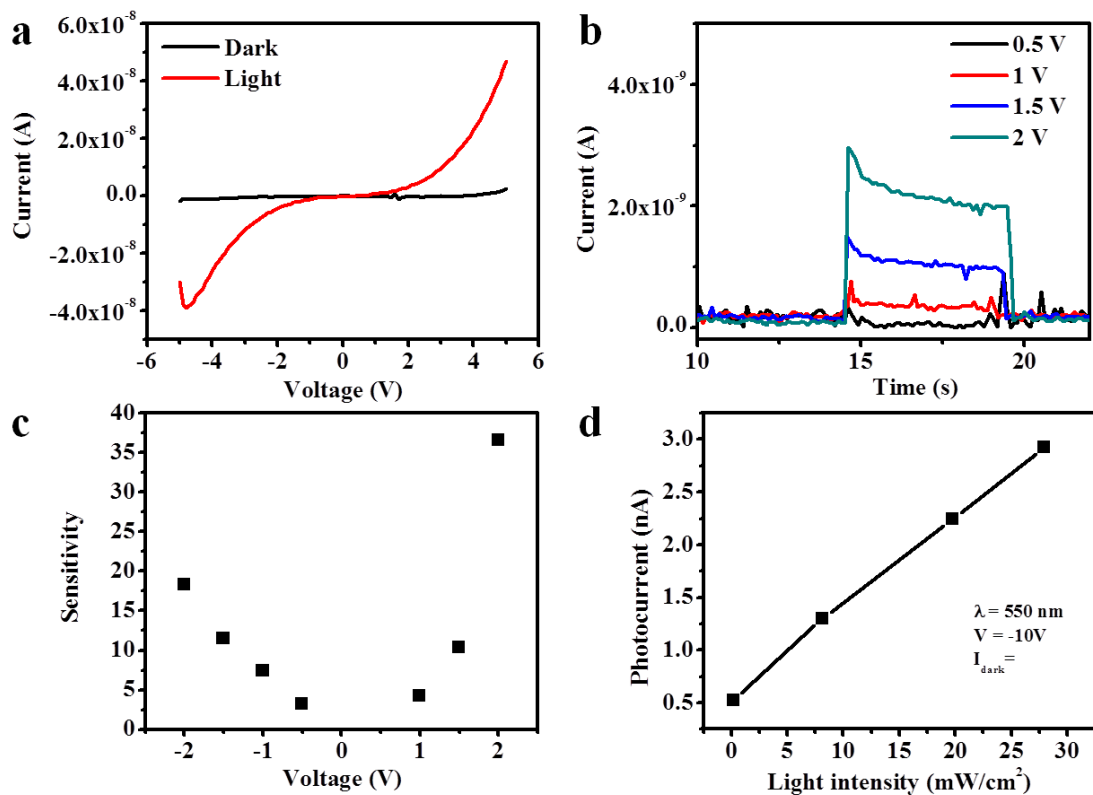 a
6.0x10-8
4.0x10-8
2.0x10-8
0.0
-2.0x10-8
-4.0x10-8
Current (A)
Dark
Light
-6 -4 -2 0 2 4 6
Voltage (V)
b
4.0x10-9
2.0x10-9
0.0
Current (A)
0.5 V
1 V
1.5 V
2 V
10 15 20
Time (s)
c
40
35
30
25
20
15
10
5
0
Sensitivity
-2 -1 0 1 2
Voltage (V)
d
3.0
2.5
2.0
1.5
1.0
0.5
Photocurrent (nA)
λ = 550 nm
V = -10V
Idark=
0 5 10 15 20 25 30
Light intensity (mW/cm2)